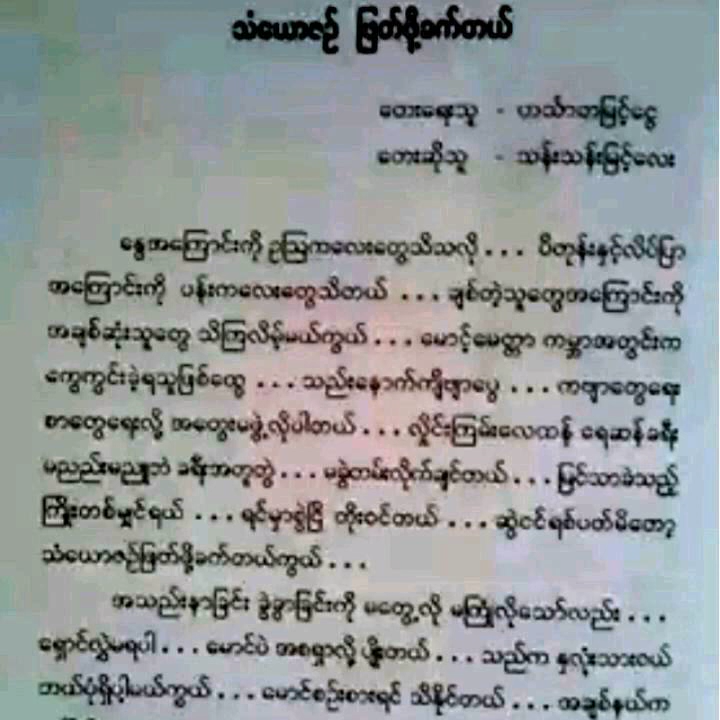 သံယောဇဉ် ဖြတ်ဖို့ခက်တယ်
တေးရေးသူ - ဟင်္သာတမြင့်ငွေ
တေးဆိုသူ - သန်းသန်းမြင့်လေး
နွေအကြောင်းကို ဥဩကလေးတွေသိသလို ... ပိတုန်းနှင့်လိပ်ပြာ
အကြောင်းကို ပန်းကလေးတွေသိတယ် ... ချစ်တဲ့သူတွေအကြောင်းကို
အချစ်ဆုံးသူတွေ သိကြလိမ့်မယ်ကွယ် ... မောင့်မေတ္တာ ကမ္ဘာအတွင်းက
ကွေကွင်းခဲ့ရသူဖြစ်ထွေ ... သည်းနောက်ကျိဗျာပွေ ... ကဗျာတွေရေး
စာတွေရေးလို့ အတွေးမဖွဲ့လိုပါတယ် ... လှိုင်းကြမ်းလေထန် ရေဆန်ခရီး
မညည်းမညူဘဲ ခရီးအတူတွဲ ... မခွဲတမ်းလိုက်ချင်တယ် ... မြင်သာခဲသည့်
ကြိုးတစ်မျှင်ရယ် ... ရင်မှာစွဲငြိ တိုးဝင်တယ် ... ဆွဲငင်ရစ်ပတ်မိတော့
သံယောဇဉ်ဖြတ်ဖို့ခက်တယ်ကွယ် ...
အသည်းနာခြင်း ခွဲခွာခြင်းကို မတွေ့လို မကြုံလိုသော်လည်း ...
ရှောင်လွှဲမရပါ ... မောင်ပဲ အစရှာလို့ ပျိုးတယ် ... သည်က နှလုံးသားဝယ်
ဘယ်ပုံရှိပါ့မယ်ကွယ် ... မောင်စဉ်းစားရင် သိနိုင်တယ် ... အချစ်နယ်က